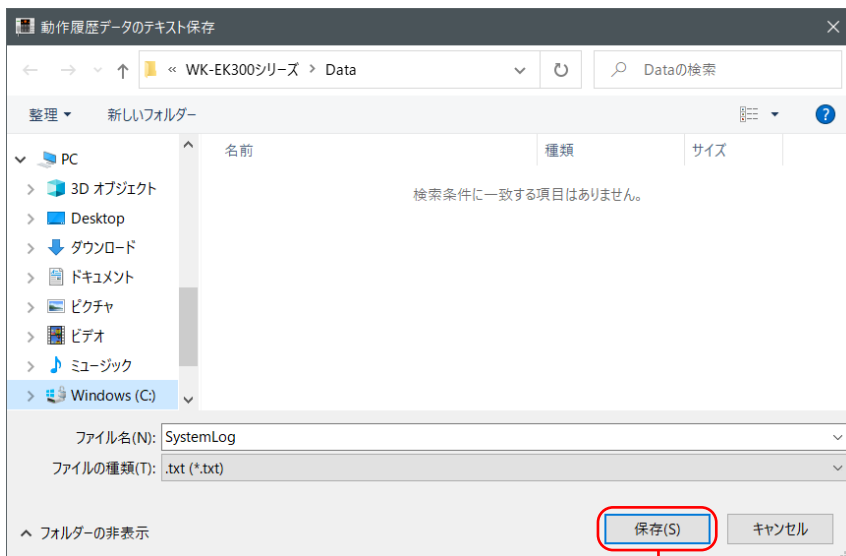 動作履歴データのテキスト保存
« WK-EK300シリーズ > Data
Dataの検索
整理 新しいフォルダー
名前 種類 サイズ
検索条件に一致する項目はありません。
PC
3D オブジェクト
Desktop
ダウンロード
ドキュメント
ピクチャ
ビデオ
ミュージック
Windows (C:)
ファイル名(N): SystemLog
ファイルの種類(T): .txt (*.txt)
フォルダーの非表示
保存(S) キャンセル